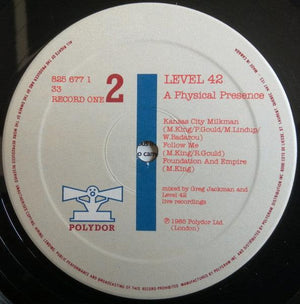 825 677 1
33
RECORD ONE
2
LEVEL 42
A Physical Presence
Kansas City Milkman
(M.King/P.Gould/M.Lindup/
W.Badarou)
Follow Me
(M.King/R.Gould)
Foundation And Empire
(M.King)
mixed by Greg Jackman and
Level 42
live recordings
℗ 1985 Polydor Ltd.
(London)
POLYDOR